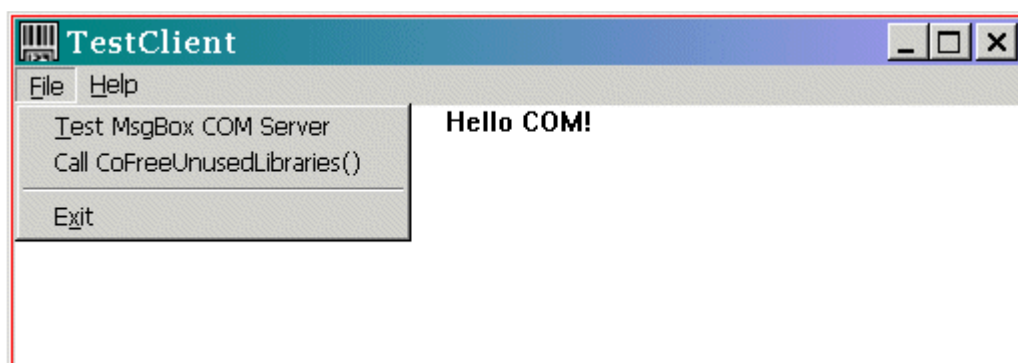 TestClient
File Help
Test MsgBox COM Server
Call CoFreeUnusedLibraries()
Exit
Hello COM!